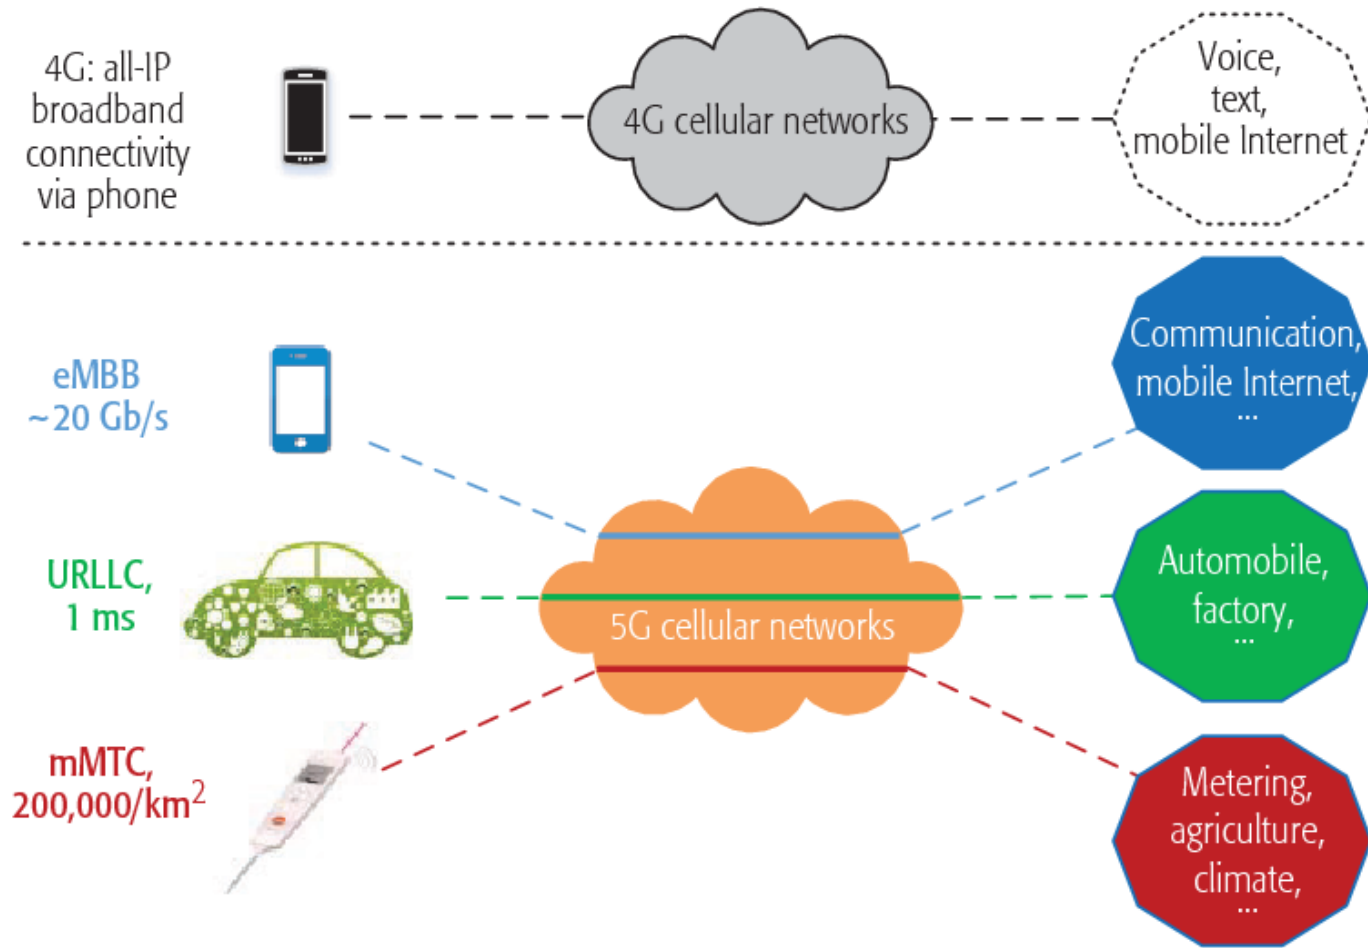 4G: all-IP
broadband
connectivity
via phone
4G cellular networks
Voice,
text,
mobile Internet
eMBB
~20 Gb/s
Communication,
mobile Internet,
...
URLLC,
1 ms
5G cellular networks
Automobile,
factory,
...
mMTC,
200,000/km²
Metering,
agriculture,
climate,
...